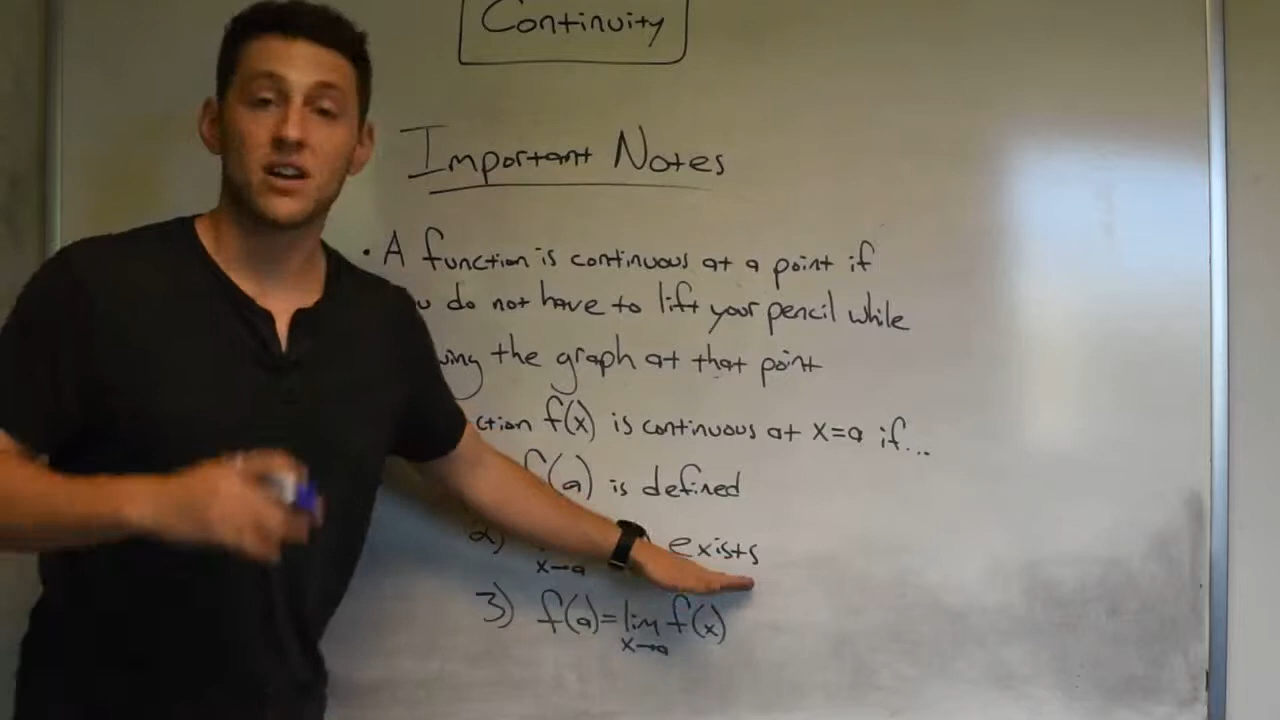 Continuity
Important Notes
• A function is continuous at a point if
do not have to lift your pencil while
the graph at that point
f(x) is continuous at x=a if...
f(a) is defined
2) x→a exists
3) f(a)=lim f(x)
x→a